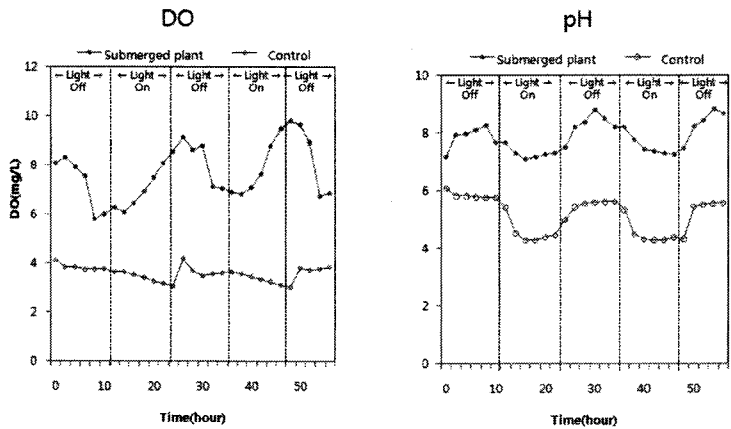 DO
Submerged plant Control
← Light → Off ← Light → On ← Light → Off ← Light → On ← Light → Off
12
10
8
6
4
2
0
DO(mg/L)
0 10 20 30 40 50
Time(hour)
pH
Submerged plant Control
← Light → Off ← Light → On ← Light → Off ← Light → On ← Light → Off
10
8
6
4
2
0
0 10 20 30 40 50
Time(hour)